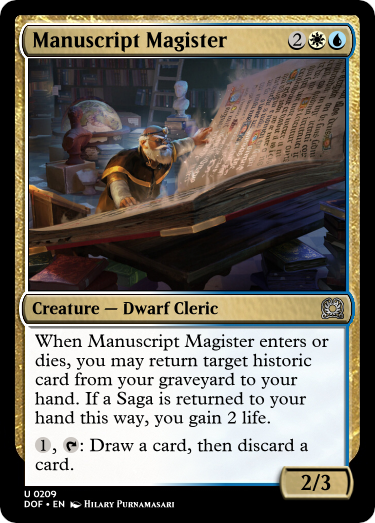 Manuscript Magister 2
Creature — Dwarf Cleric
When Manuscript Magister enters or
dies, you may return target historic
card from your graveyard to your
hand. If a Saga is returned to your
hand this way, you gain 2 life.
1, : Draw a card, then discard a
card.
2/3
U 0209
DOF • EN Hilary Purnamasari